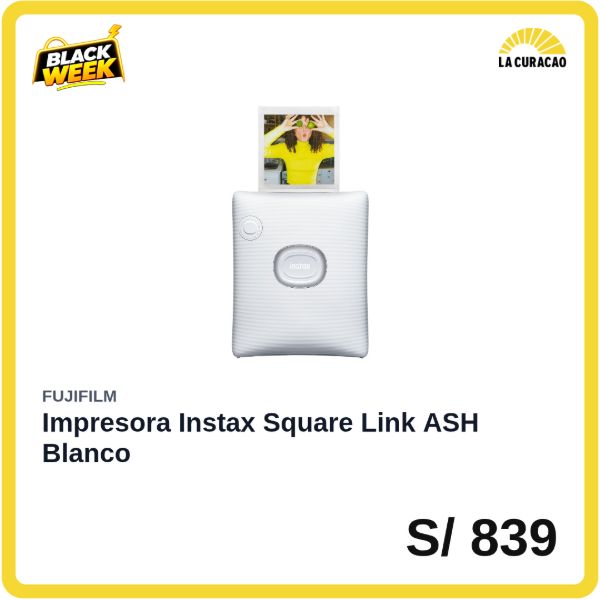 BLACK
WEEK
LA CURACAO
instax
FUJIFILM
Impresora Instax Square Link ASH
Blanco
S/ 839